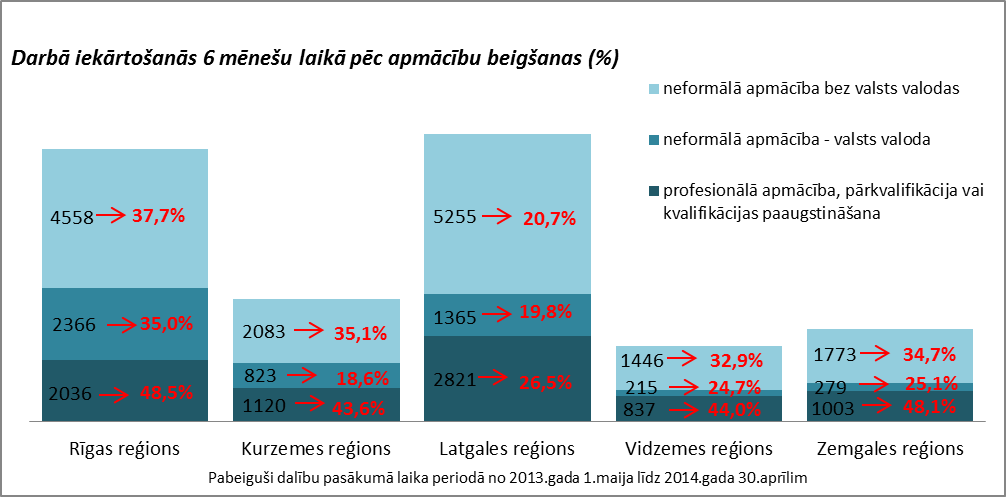 Darbā iekārtošanās 6 mēnešu laikā pēc apmācību beigšanas (%)
neformālā apmācība bez valsts valodas
neformālā apmācība - valsts valoda
profesionālā apmācība, pārkvalifikācija vai
kvalifikācijas paaugstināšana
4558 37,7%
2366 35,0%
2036 48,5%
2083 35,1%
823 18,6%
1120 43,6%
5255 20,7%
1365 19,8%
2821 26,5%
1446 32,9%
215 24,7%
837 44,0%
1773 34,7%
279 25,1%
1003 48,1%
Rīgas reģions
Kurzemes reģions
Latgales reģions
Vidzemes reģions
Zemgales reģions
Pabeiguši dalību pasākumā laika periodā no 2013.gada 1.maija līdz 2014.gada 30.aprīlim